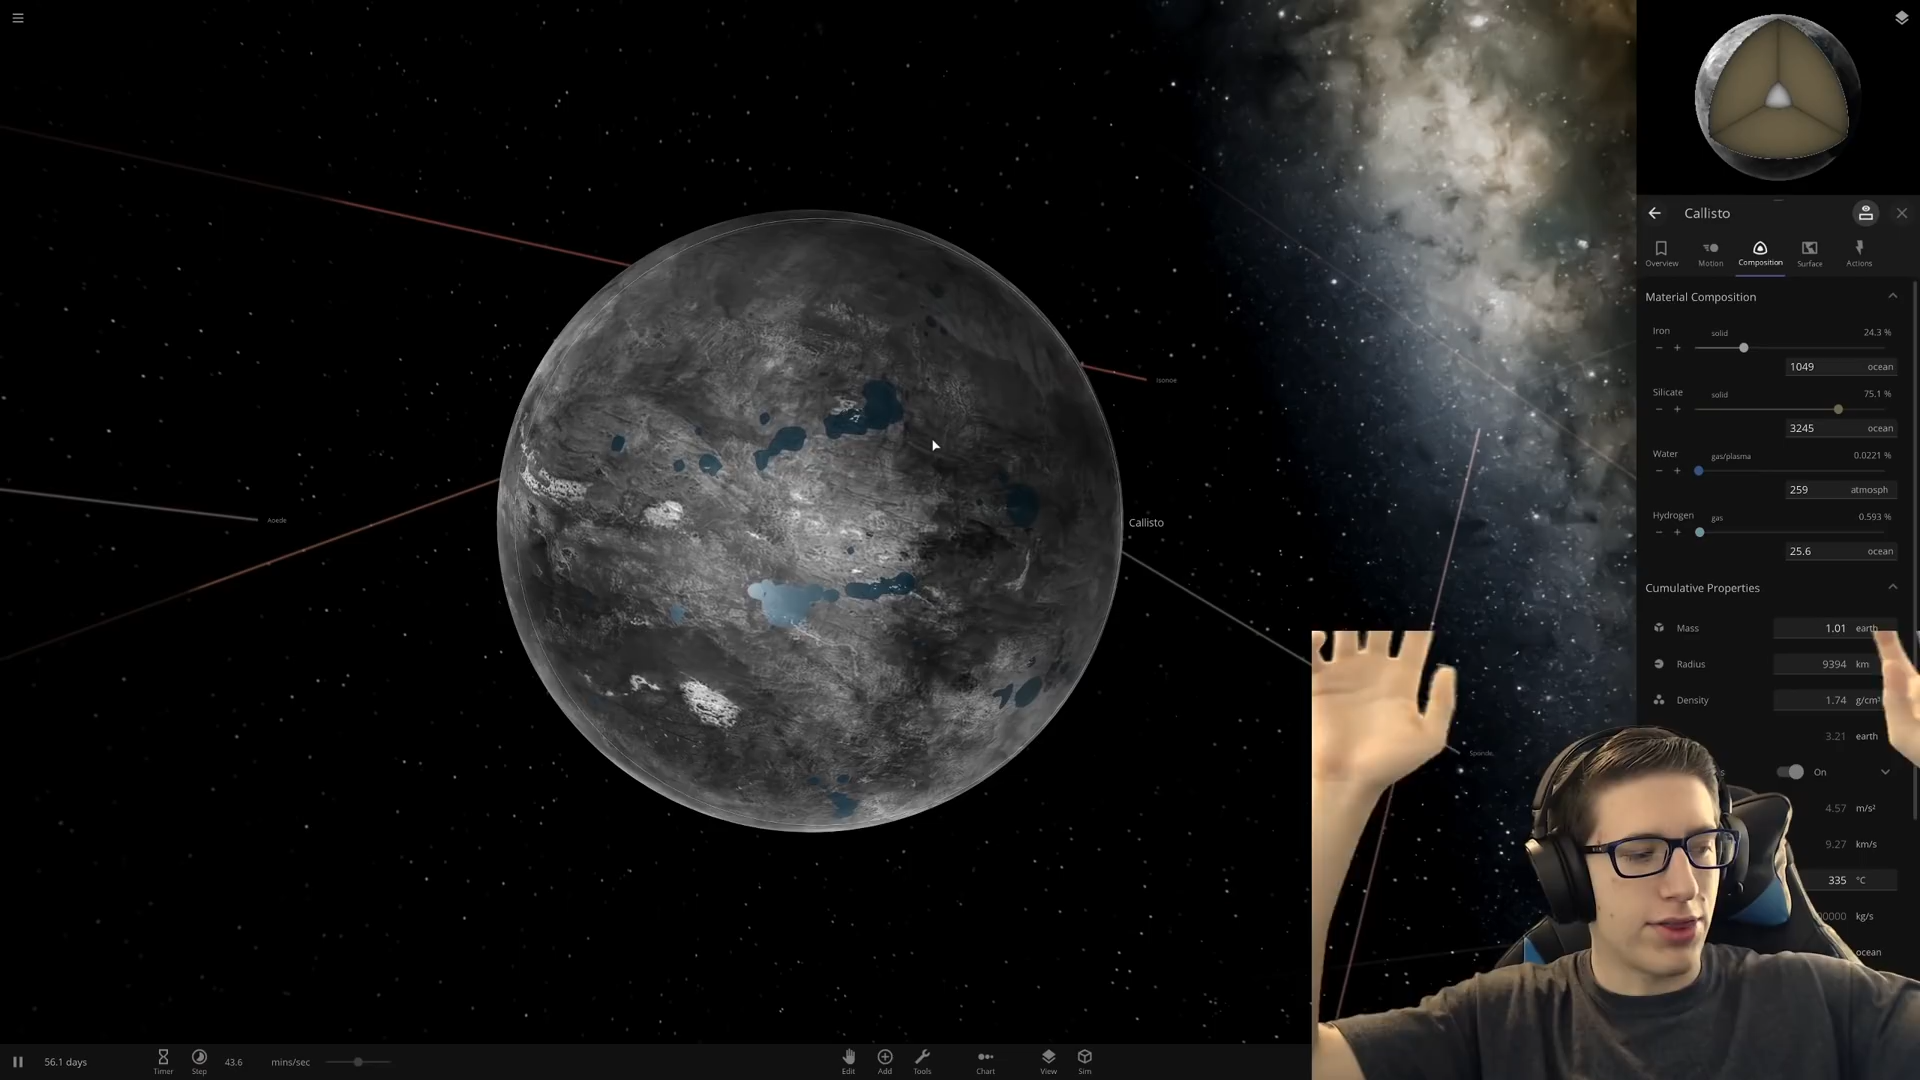 Callisto
Overview
Motion
Composition
Surface
Actions
Material Composition
Iron solid 24.3 %
1049 ocean
Silicate solid 75.1 %
3245 ocean
Water gas/plasma 0.0221 %
259 atmosph
Hydrogen gas 0.593 %
25.6 ocean
Cumulative Properties
Mass 1.01 earth
Radius 9394 km
Density 1.74 g/cm³
3.21 earth
On
4.57 m/s²
9.27 km/s
335 °C
kg/s
ocean
Isonoe
Aoede
Callisto
Sponde
56.1 days
Timer
Step
43.6 mins/sec
Edit
Add
Tools
Chart
View
Sim